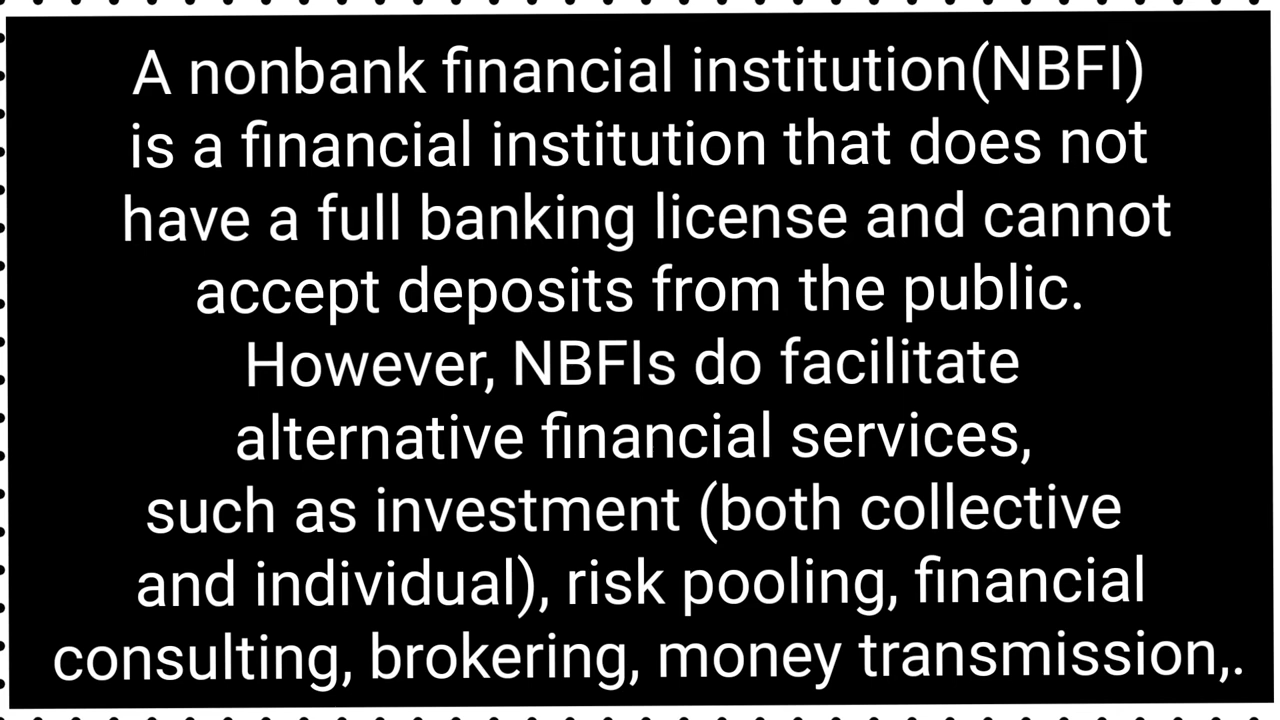 A nonbank financial institution(NBFI)
is a financial institution that does not
have a full banking license and cannot
accept deposits from the public.
However, NBFIs do facilitate
alternative financial services,
such as investment (both collective
and individual), risk pooling, financial
consulting, brokering, money transmission,.